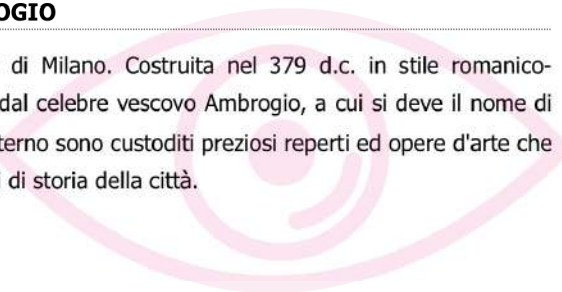 OGIO
di Milano. Costruita nel 379 d.c. in stile romanico-
dal celebre vescovo Ambrogio, a cui si deve il nome di
terno sono custoditi preziosi reperti ed opere d'arte che
i di storia della città.